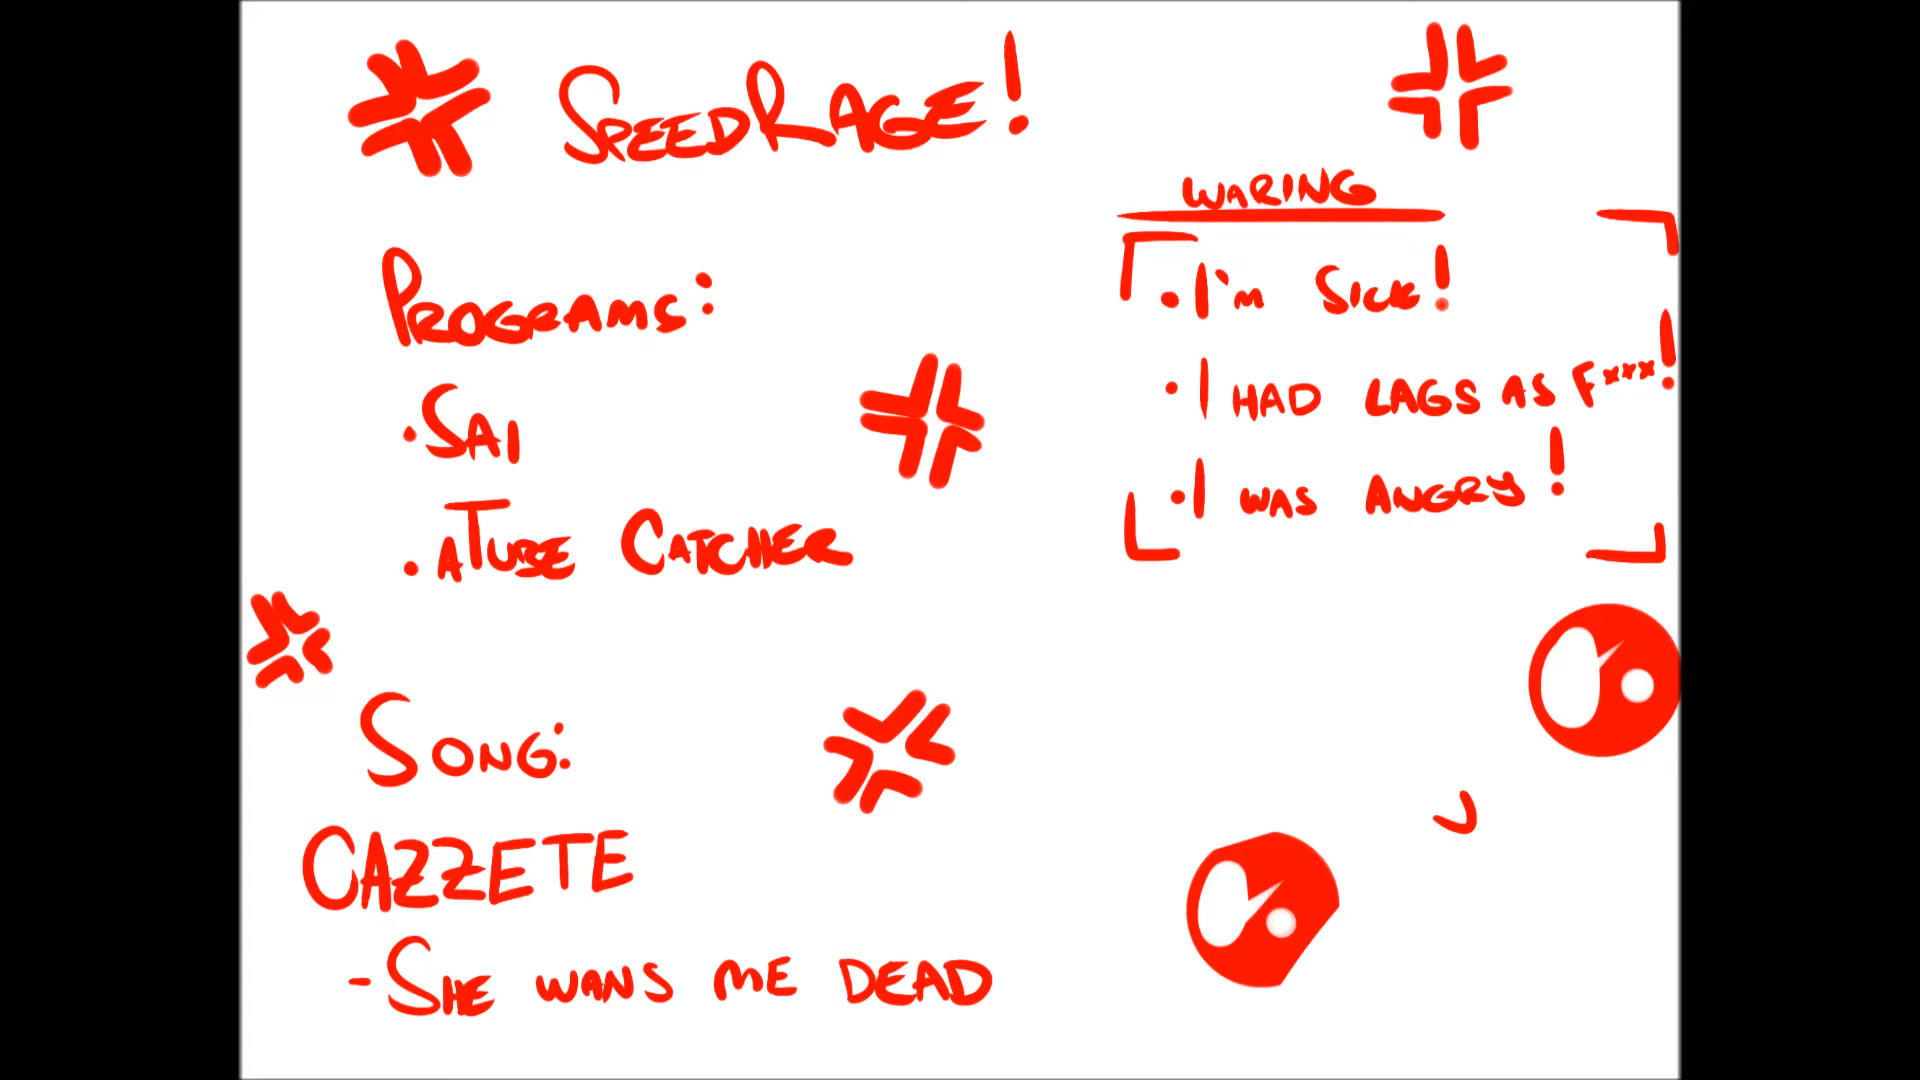 SPEEDRAGE!
PROGRAMS:
·SAI
·ATUBE CATCHER
SONG:
CAZZETE
-SHE WANS ME DEAD
WARING
·I'm SICK!
·I HAD LAGS AS F***!
·I WAS ANGRY!